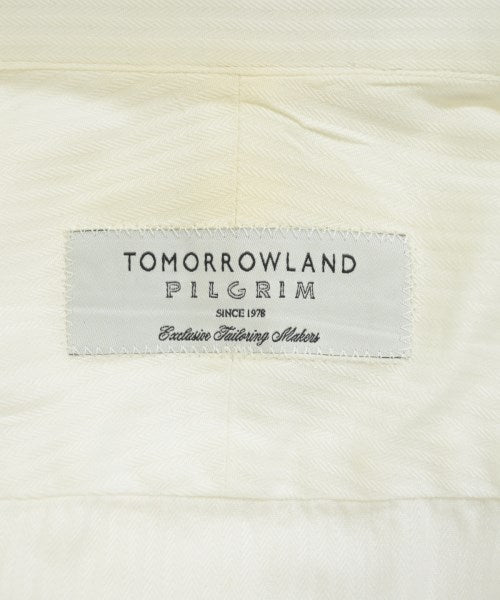 TOMORROWLAND
PILGRIM
SINCE 1978
Exclusive Tailoring Makers